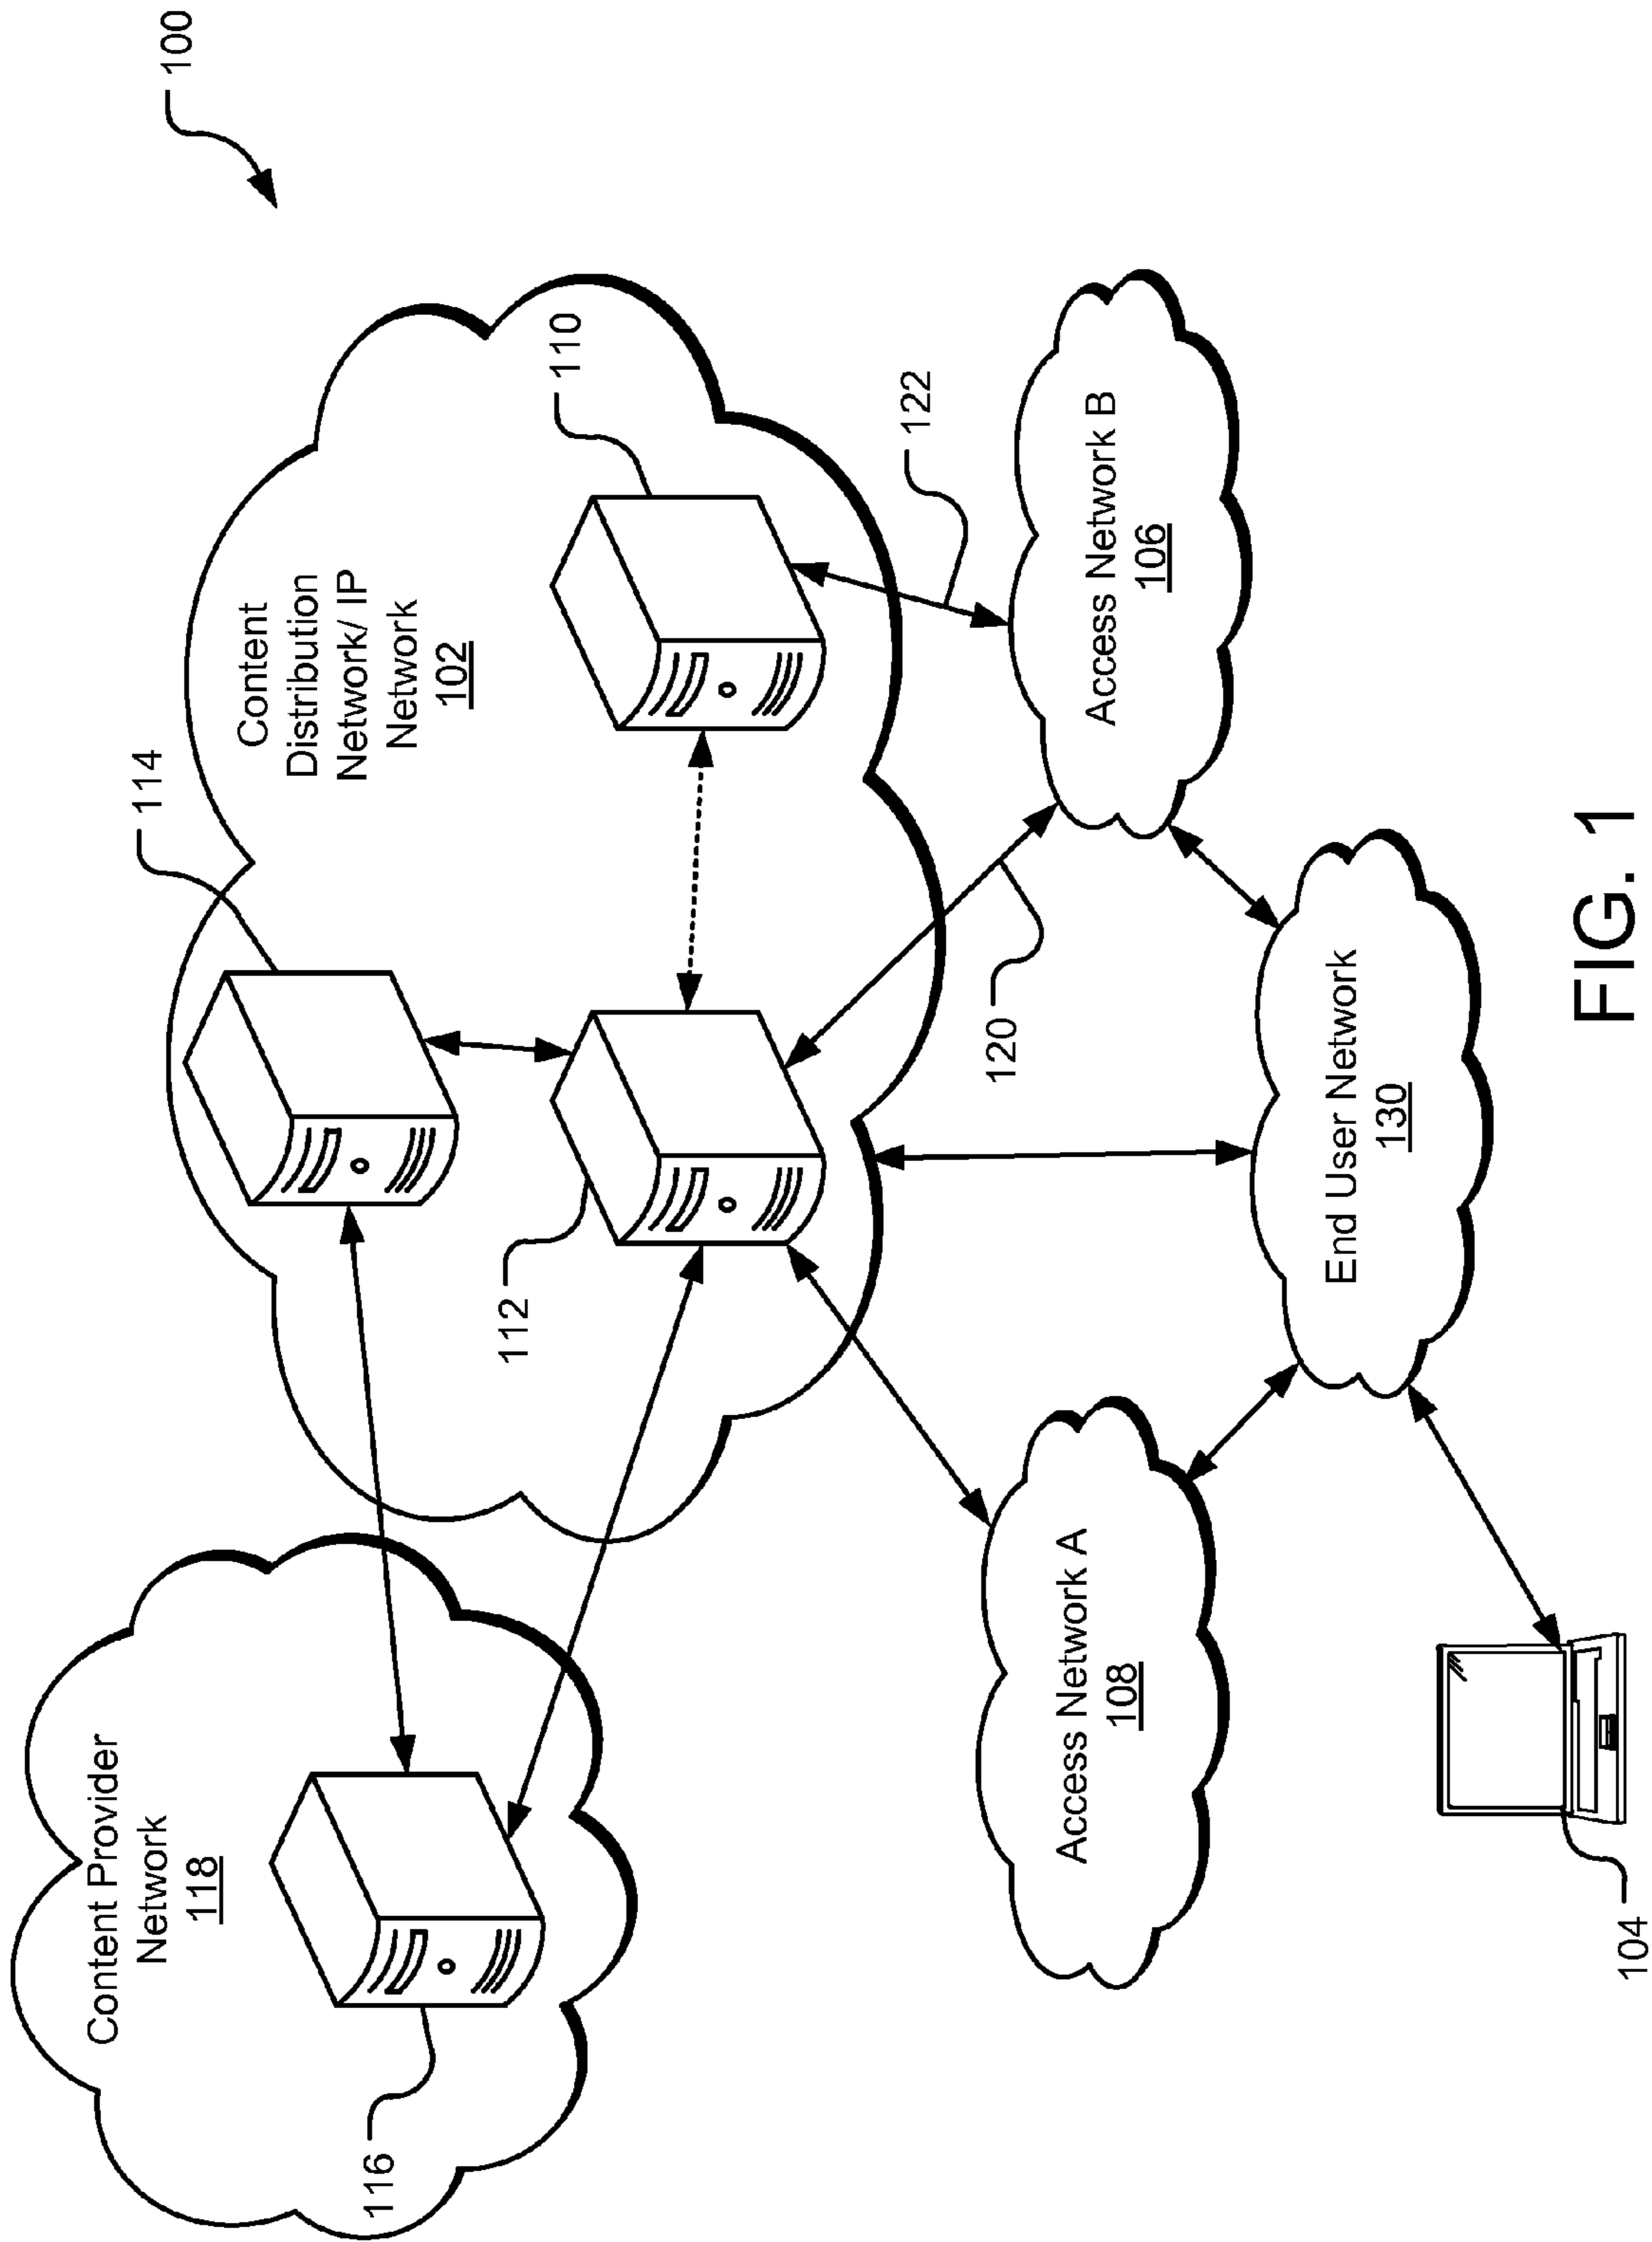 100
Content Provider
Network
118
116
114
Content
Distribution
Network/ IP
Network
102
110
112
120
122
Access Network A
108
Access Network B
106
End User Network
130
104
FIG. 1